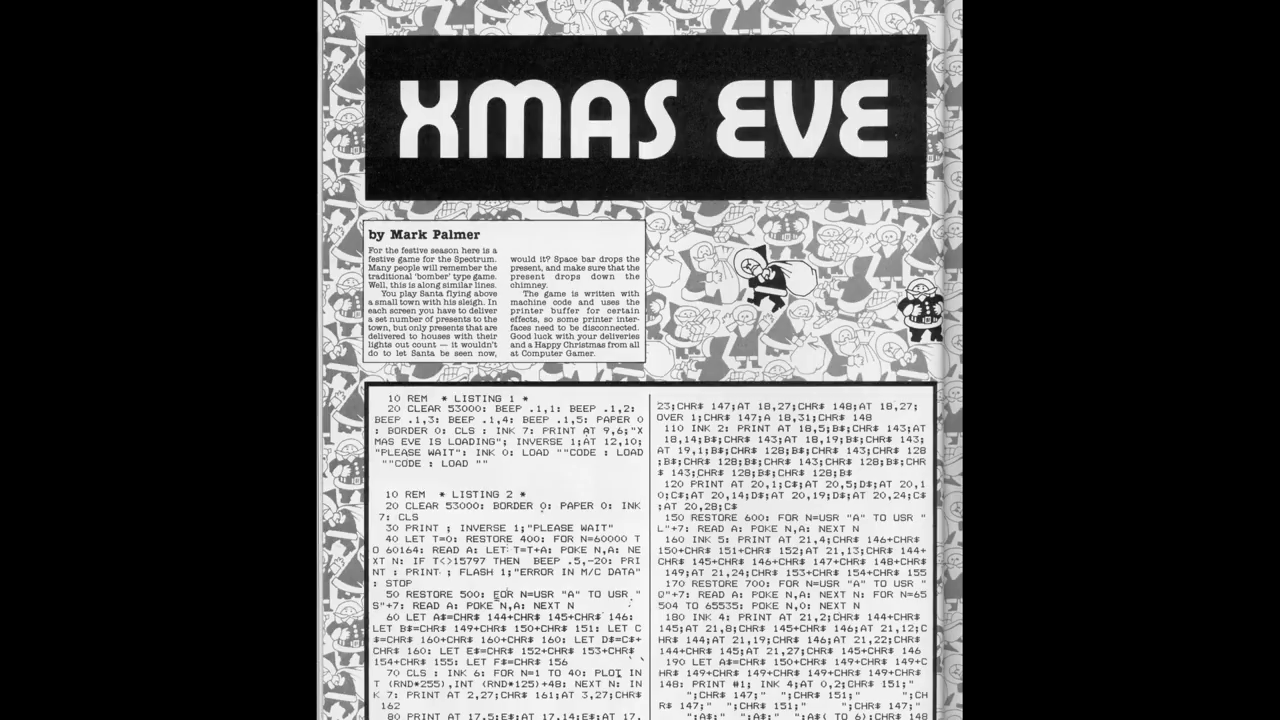 XMAS EVE
by Mark Palmer
For the festive season here is a
festive game for the Spectrum.
Many people will remember the
traditional 'bomber' type game.
Well, this is along similar lines.
You play Santa flying above
a small town with his sleigh. In
each screen you have to deliver
a set number of presents to the
town, but only presents that are
delivered to houses with their
lights out count — it wouldn't
do to let Santa be seen now,
would it? Space bar drops the
present, and make sure that the
present drops down the
chimney.
The game is written with
machine code and uses the
printer buffer for certain
effects, so some printer inter-
faces need to be disconnected.
Good luck with your deliveries
and a Happy Christmas from all
at Computer Gamer.
10 REM * LISTING 1 *
20 CLEAR 53000: BEEP .1,1: BEEP .1,2:
BEEP .1,3: BEEP .1,4: BEEP .1,5: PAPER 0
: BORDER 0: CLS : INK 7: PRINT AT 9,6;"X
MAS EVE IS LOADING"; INVERSE 1;AT 12,10;
"PLEASE WAIT": INK 0: LOAD ""CODE : LOAD
""CODE : LOAD ""
10 REM * LISTING 2 *
20 CLEAR 53000: BORDER 0: PAPER 0: INK
7: CLS
30 PRINT ; INVERSE 1;"PLEASE WAIT"
40 LET T=0: RESTORE 400: FOR N=60000 T
O 60164: READ A: LET T=T+A: POKE N,A: NE
XT N: IF T<>15797 THEN BEEP .5,-20: PRI
NT : PRINT ; FLASH 1;"ERROR IN M/C DATA"
: STOP
50 RESTORE 500: FOR N=USR "A" TO USR "
S"+7: READ A: POKE N,A: NEXT N
60 LET A$=CHR$ 144+CHR$ 145+CHR$ 146:
LET B$=CHR$ 149+CHR$ 150+CHR$ 151: LET C
$=CHR$ 160+CHR$ 160+CHR$ 160: LET D$=C$+
CHR$ 160: LET E$=CHR$ 152+CHR$ 153+CHR$
154+CHR$ 155: LET F$=CHR$ 156
70 CLS : INK 6: FOR N=1 TO 40: PLOT IN
T (RND*255),INT (RND*125)+48: NEXT N: IN
K 7: PRINT AT 2,27;CHR$ 161;AT 3,27;CHR$
162
80 PRINT AT 17,5;E$;AT 17,14;E$;AT 17,
23;CHR$ 147;AT 18,27;CHR$ 148;AT 18,27;
OVER 1;CHR$ 147;A 18,31;CHR$ 148
110 INK 2: PRINT AT 18,5;B$;CHR$ 143;AT
18,14;B$;CHR$ 143;AT 18,19;B$;CHR$ 143;
AT 19,1;B$;CHR$ 128;B$;CHR$ 143;CHR$ 128
;B$;CHR$ 128;B$;CHR$ 143;CHR$ 128;B$;CHR
$ 143;CHR$ 128;B$;CHR$ 128;B$
120 PRINT AT 20,1;C$;AT 20,5;D$;AT 20,1
0;C$;AT 20,14;D$;AT 20,19;D$;AT 20,24;C$
;AT 20,28;C$
150 RESTORE 600: FOR N=USR "A" TO USR "
L"+7: READ A: POKE N,A: NEXT N
160 INK 5: PRINT AT 21,4;CHR$ 146+CHR$
150+CHR$ 151+CHR$ 152;AT 21,13;CHR$ 144+
CHR$ 145+CHR$ 146+CHR$ 147+CHR$ 148+CHR$
149;AT 21,24;CHR$ 153+CHR$ 154+CHR$ 155
170 RESTORE 700: FOR N=USR "A" TO USR "
Q"+7: READ A: POKE N,A: NEXT N: FOR N=65
504 TO 65535: POKE N,0: NEXT N
180 INK 4: PRINT AT 21,2;CHR$ 144+CHR$
145;AT 21,8;CHR$ 145+CHR$ 146;AT 21,12;C
HR$ 144;AT 21,19;CHR$ 146;AT 21,22;CHR$
144+CHR$ 145;AT 21,27;CHR$ 145+CHR$ 146
190 LET A$=CHR$ 150+CHR$ 149+CHR$ 149+C
HR$ 149+CHR$ 149+CHR$ 149+CHR$ 149+CHR$
148: PRINT #1; INK 4;AT 0,2;CHR$ 151;"
";CHR$ 147;" ";CHR$ 151;" ";CH
R$ 147;" ";CHR$ 151;" ";CHR$ 147;"
";A$;" ";A$;" ";A$( TO 6);CHR$ 148